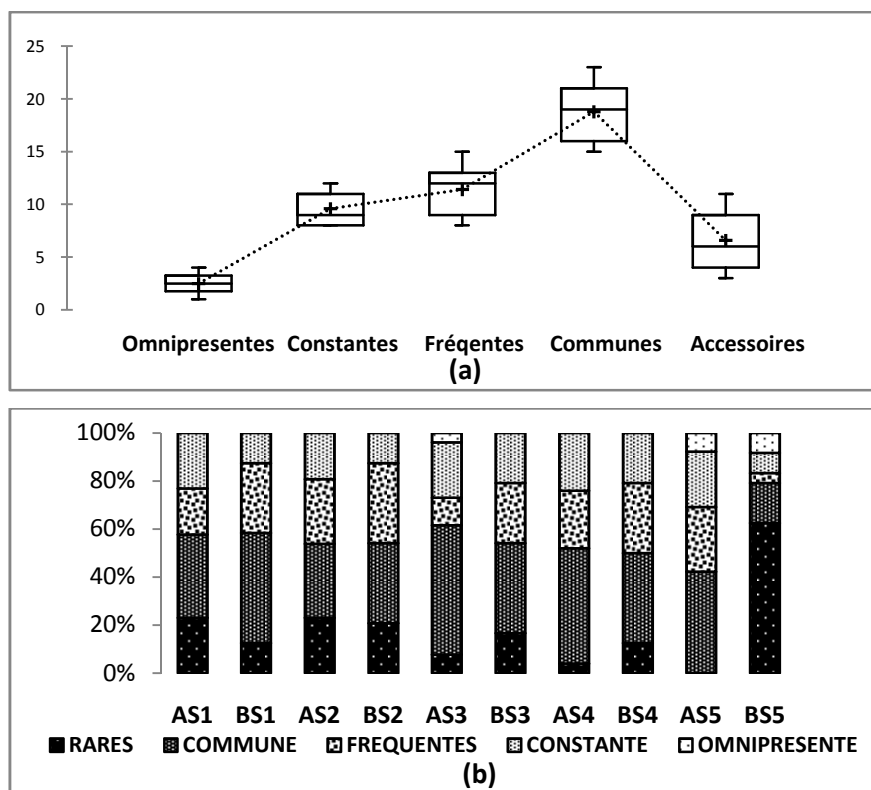 25
20
15
10
5
0
Omnipresentes Constantes Fréqentes Communes Accessoires
(a)
100%
80%
60%
40%
20%
0%
AS1 BS1 AS2 BS2 AS3 BS3 AS4 BS4 AS5 BS5
RARES COMMUNE FREQUENTES CONSTANTE OMNIPRESENTE
(b)